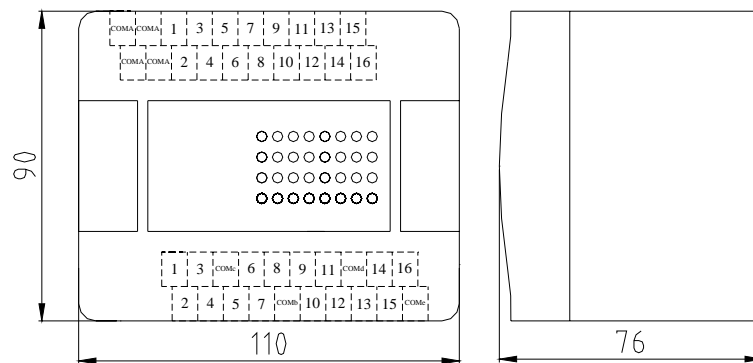 COMA COMA 1 3 5 7 9 11 13 15
COMA COMA 2 4 6 8 10 12 14 16
90
1 3 COMc 6 8 9 11 COMd 14 16
2 4 5 7 COMb 10 12 13 15 COMe
110
76